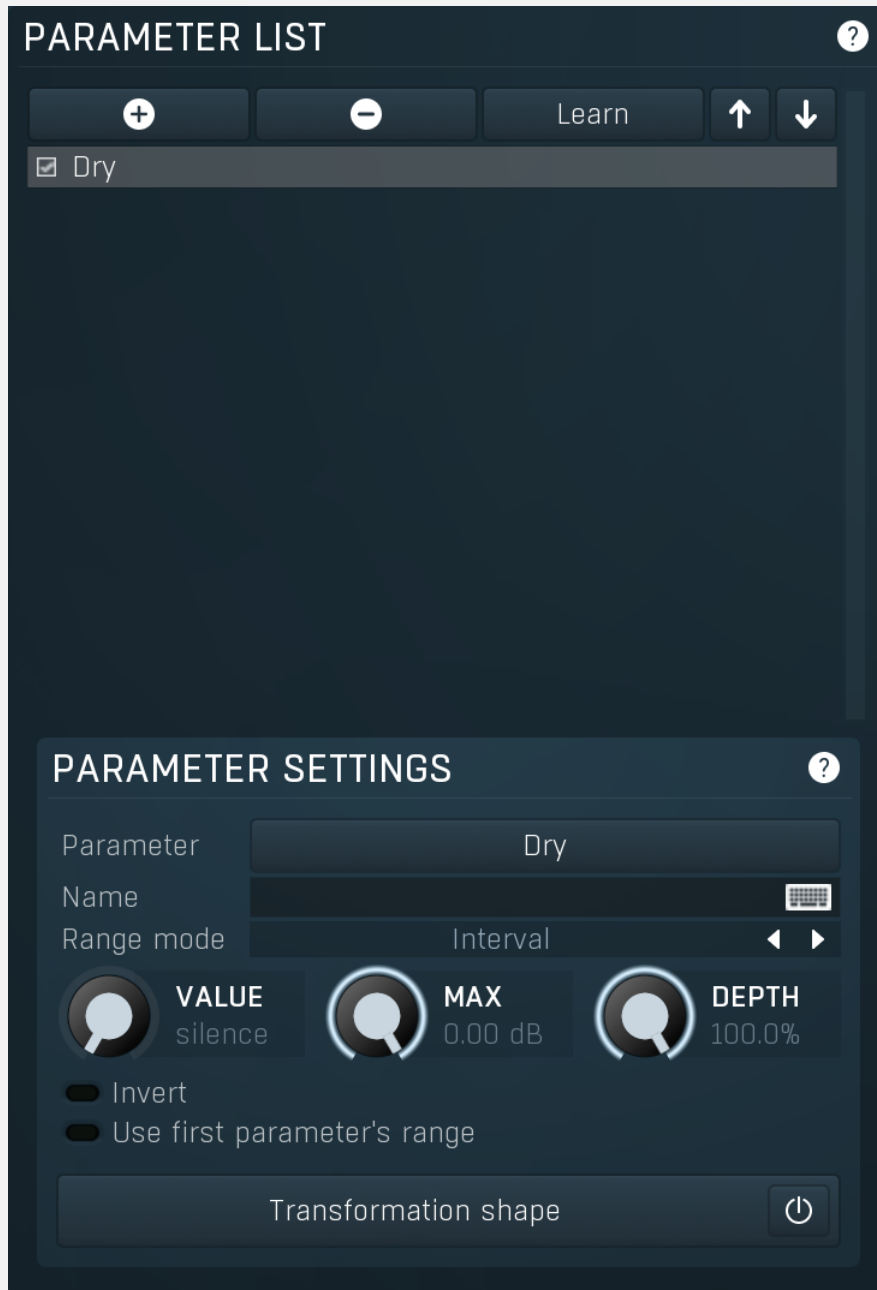 PARAMETER LIST ?
+ - Learn ↑ ↓
Dry
PARAMETER SETTINGS ?
Parameter Dry
Name
Range mode Interval
VALUE MAX DEPTH
silence 0.00 dB 100.0%
Invert
Use first parameter's range
Transformation shape